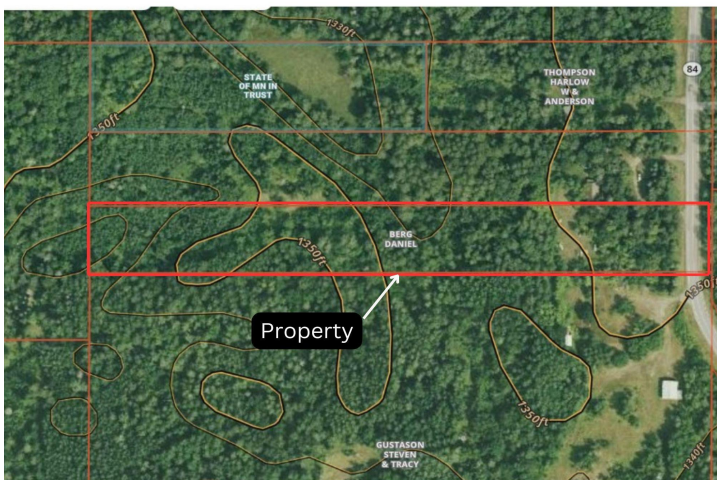 1330ft
84
STATE
OF MN IN
TRUST
THOMPSON
HARLOW
W &
ANDERSON
1350ft
BERG
DANIEL
1350ft
1350ft
Property
1350ft
GUSTASON
STEVEN
& TRACY
1340ft